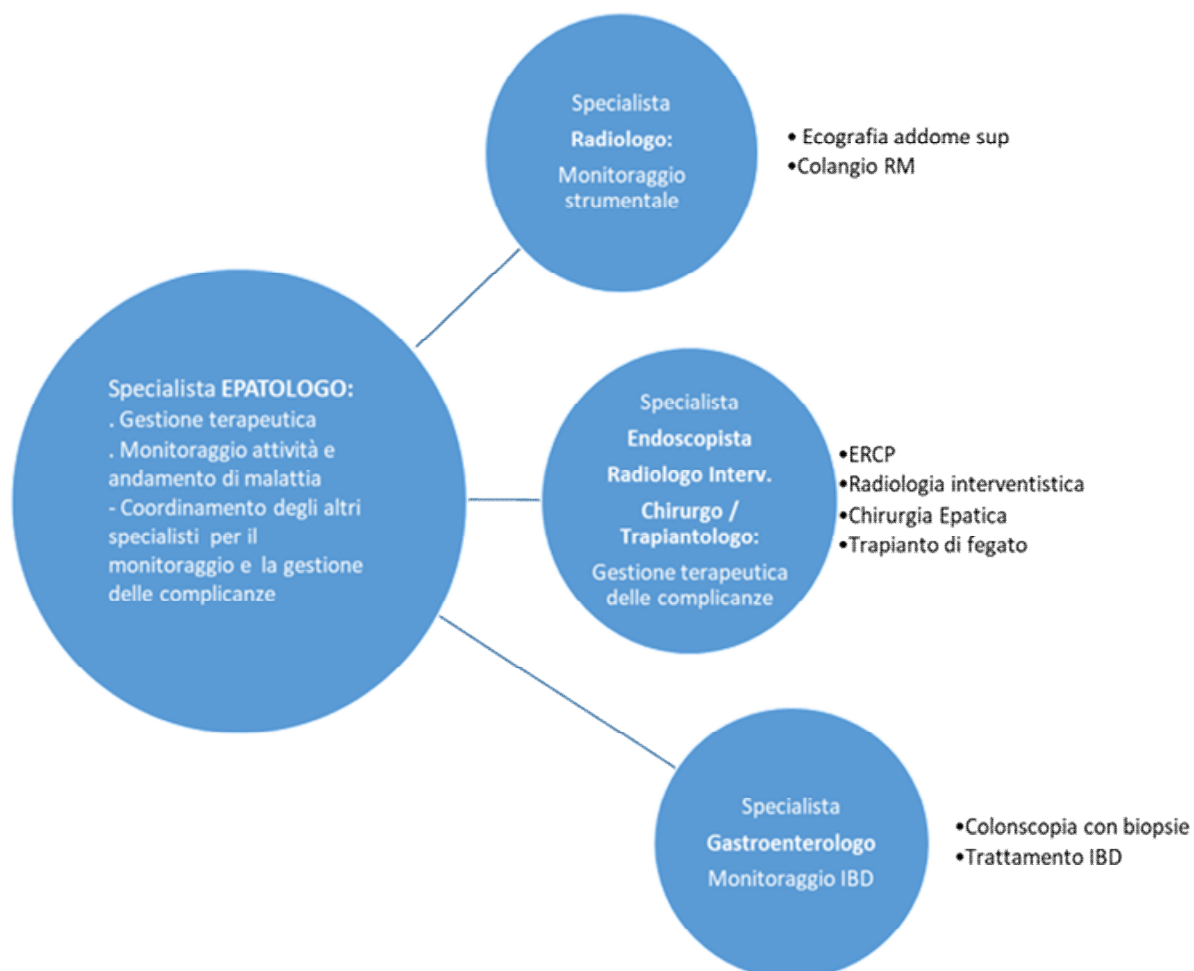 Specialista
Radiologo:
Monitoraggio
strumentale
• Ecografia addome sup
•Colangio RM
Specialista EPATOLOGO:
. Gestione terapeutica
. Monitoraggio attività e
andamento di malattia
- Coordinamento degli altri
specialisti per il
monitoraggio e la gestione
delle complicanze
Specialista
Endoscopista
Radiologo Interv.
Chirurgo /
Trapiantologo:
Gestione terapeutica
delle complicanze
•ERCP
•Radiologia interventistica
•Chirurgia Epatica
•Trapianto di fegato
Specialista
Gastroenterologo
Monitoraggio IBD
•Colonscopia con biopsie
•Trattamento IBD